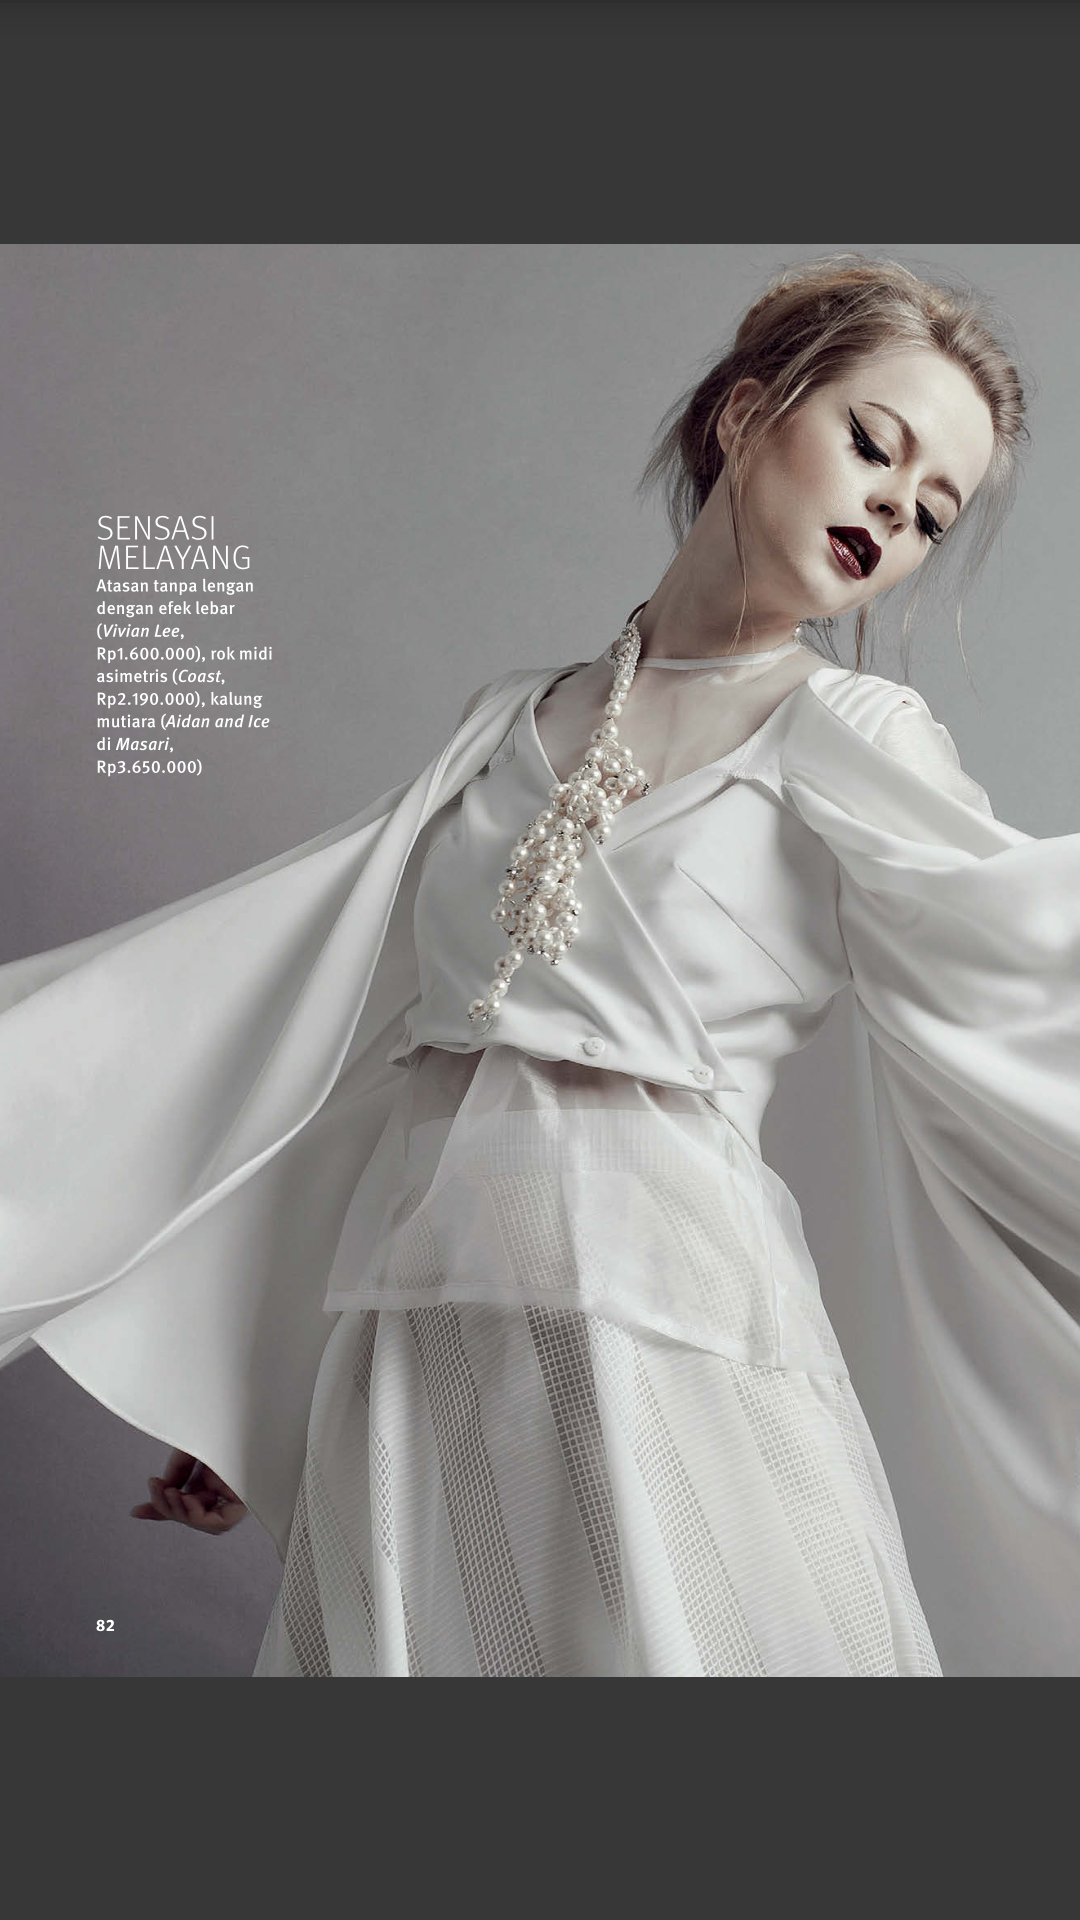 SENSASI
MELAYANG
Atasan tanpa lengan
dengan efek lebar
(Vivian Lee,
Rp1.600.000), rok midi
asimetris (Coast,
Rp2.190.000), kalung
mutiara (Aidan and Ice
di Masari,
Rp3.650.000)
82